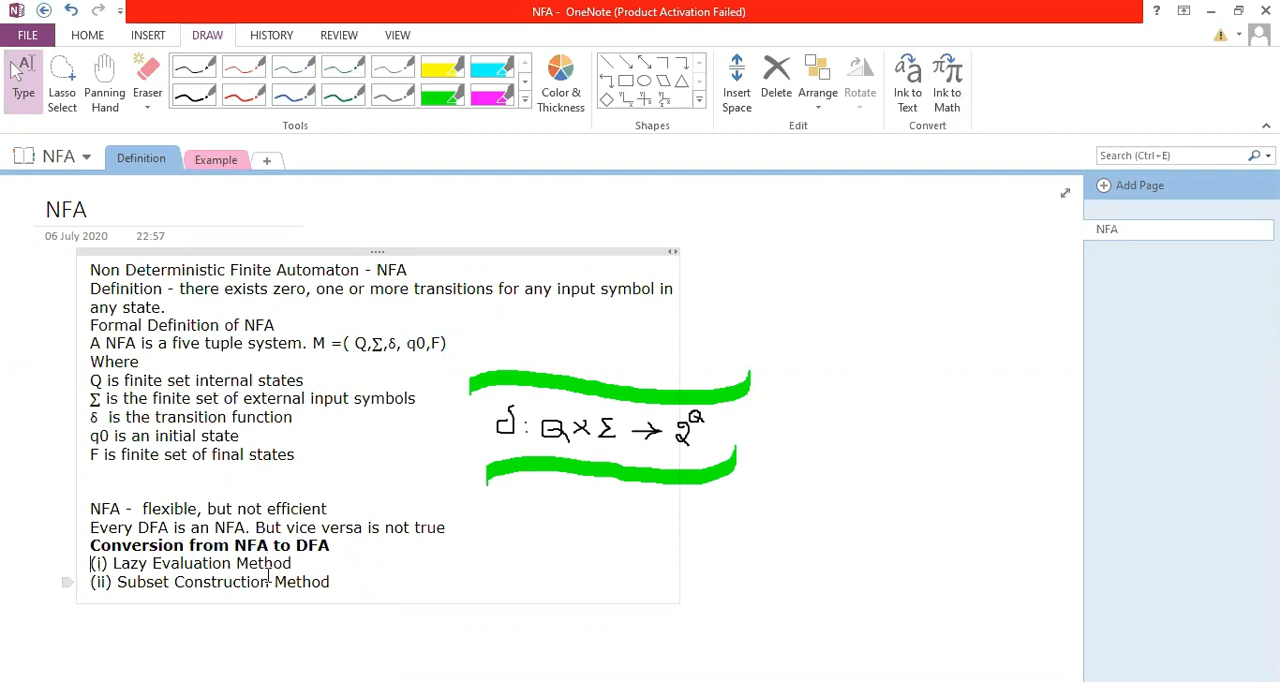 NFA - OneNote (Product Activation Failed)
FILE HOME INSERT DRAW HISTORY REVIEW VIEW
Type
Lasso Select
Panning Hand
Eraser
Color & Thickness
Insert Space
Delete
Arrange
Rotate
Ink to Text
Ink to Math
Tools
Shapes
Edit
Convert
NFA Definition Example
Search (Ctrl+E)
Add Page
NFA
NFA
06 July 2020 22:57
Non Deterministic Finite Automaton - NFA
Definition - there exists zero, one or more transitions for any input symbol in
any state.
Formal Definition of NFA
A NFA is a five tuple system. M =( Q,∑,δ, q0,F)
Where
Q is finite set internal states
∑ is the finite set of external input symbols
δ is the transition function
q0 is an initial state
F is finite set of final states
δ: Q × Σ → 2^Q
NFA - flexible, but not efficient
Every DFA is an NFA. But vice versa is not true
Conversion from NFA to DFA
(i) Lazy Evaluation Method
(ii) Subset Construction Method